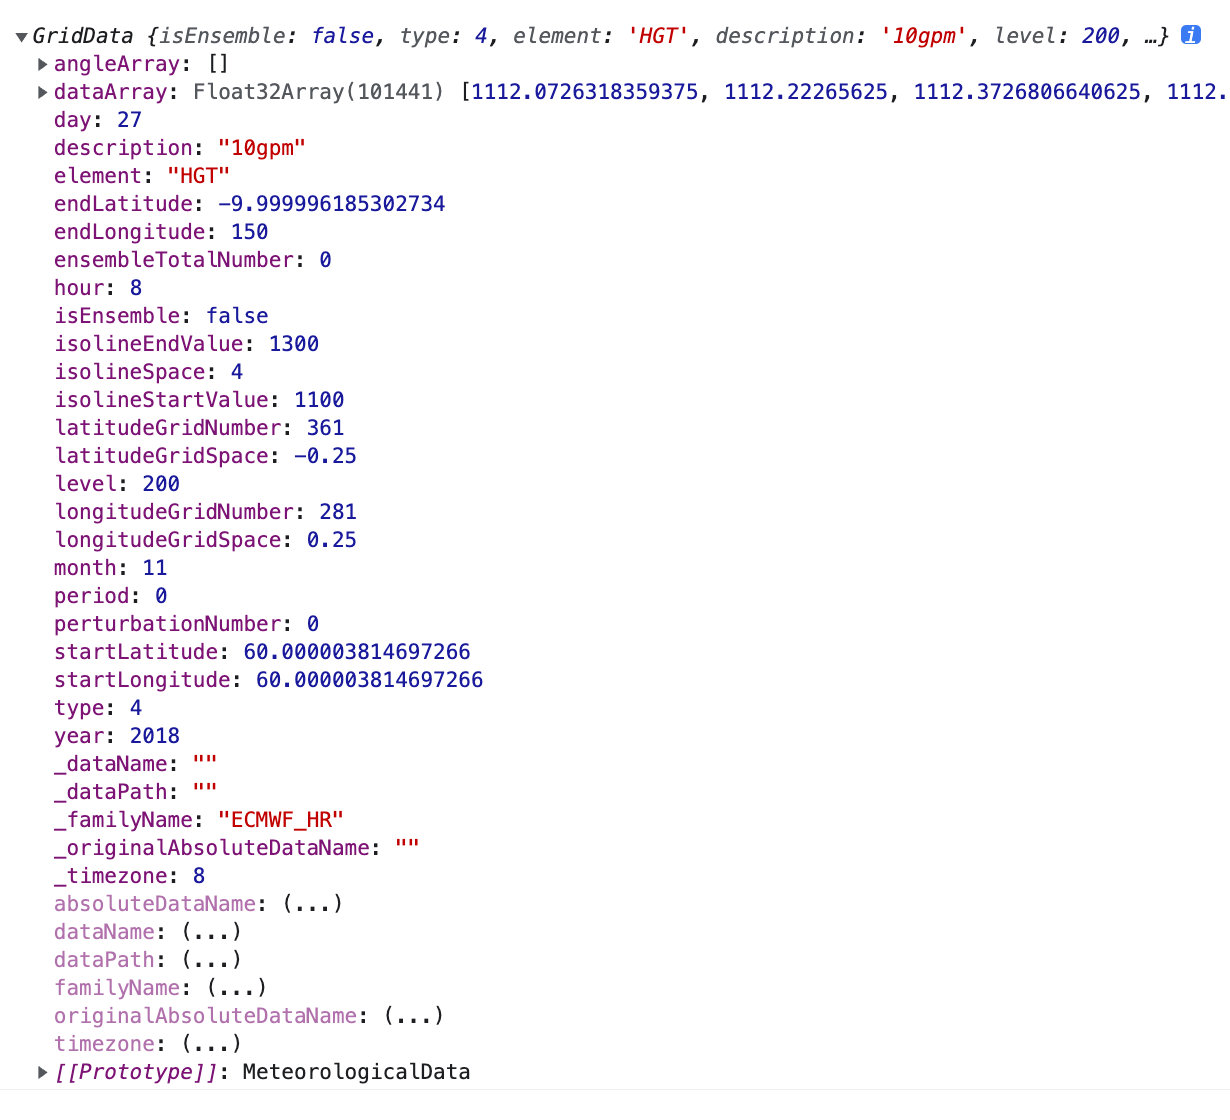 ▼GridData {isEnsemble: false, type: 4, element: 'HGT', description: '10gpm', level: 200, …} i
▶angleArray: []
▶dataArray: Float32Array(101441) [1112.0726318359375, 1112.22265625, 1112.3726806640625, 1112.
day: 27
description: "10gpm"
element: "HGT"
endLatitude: -9.999996185302734
endLongitude: 150
ensembleTotalNumber: 0
hour: 8
isEnsemble: false
isolineEndValue: 1300
isolineSpace: 4
isolineStartValue: 1100
latitudeGridNumber: 361
latitudeGridSpace: -0.25
level: 200
longitudeGridNumber: 281
longitudeGridSpace: 0.25
month: 11
period: 0
perturbationNumber: 0
startLatitude: 60.000003814697266
startLongitude: 60.000003814697266
type: 4
year: 2018
_dataName: ""
_dataPath: ""
_familyName: "ECMWF_HR"
_originalAbsoluteDataName: ""
_timezone: 8
absoluteDataName: (...)
dataName: (...)
dataPath: (...)
familyName: (...)
originalAbsoluteDataName: (...)
timezone: (...)
▶[[Prototype]]: MeteorologicalData